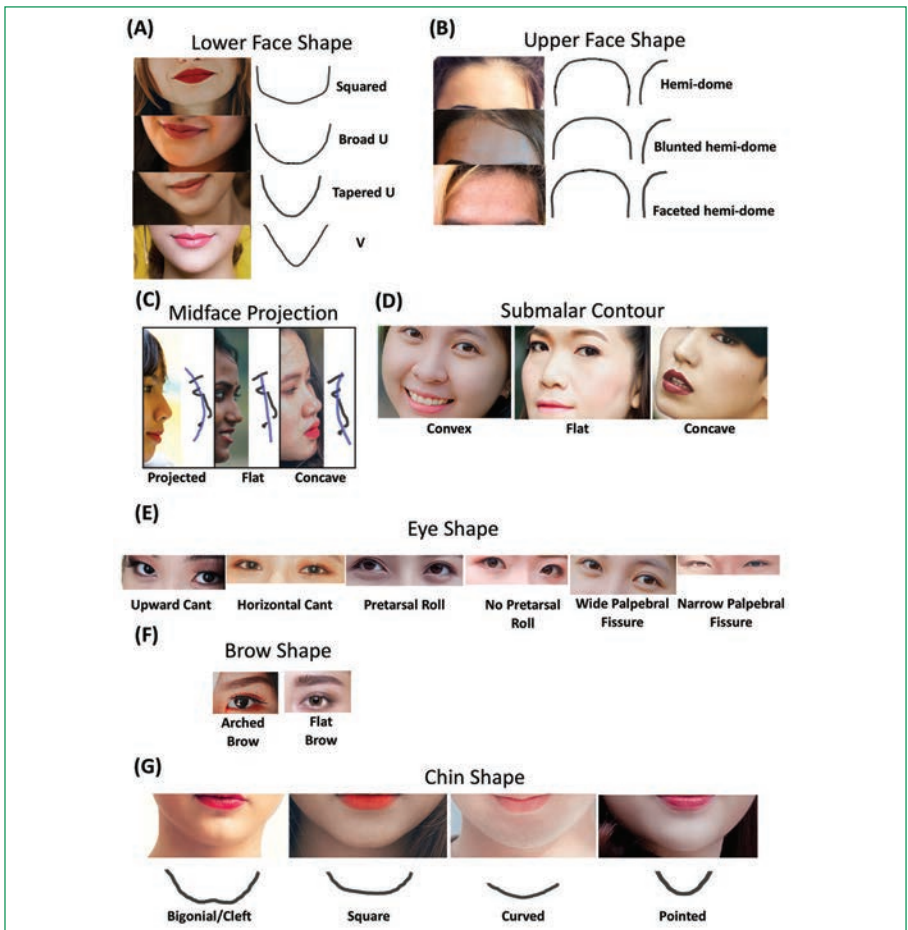 (A)
Lower Face Shape
Squared
Broad U
Tapered U
V
(B)
Upper Face Shape
Hemi-dome
Blunted hemi-dome
Faceted hemi-dome
(C)
Midface Projection
Projected Flat Concave
(D)
Submalar Contour
Convex Flat Concave
(E)
Eye Shape
Upward Cant Horizontal Cant Pretarsal Roll No Pretarsal Wide Palpebral Narrow Palpebral
Roll Fissure Fissure
(F)
Brow Shape
Arched Flat
Brow Brow
(G)
Chin Shape
Bigonial/Cleft Square Curved Pointed